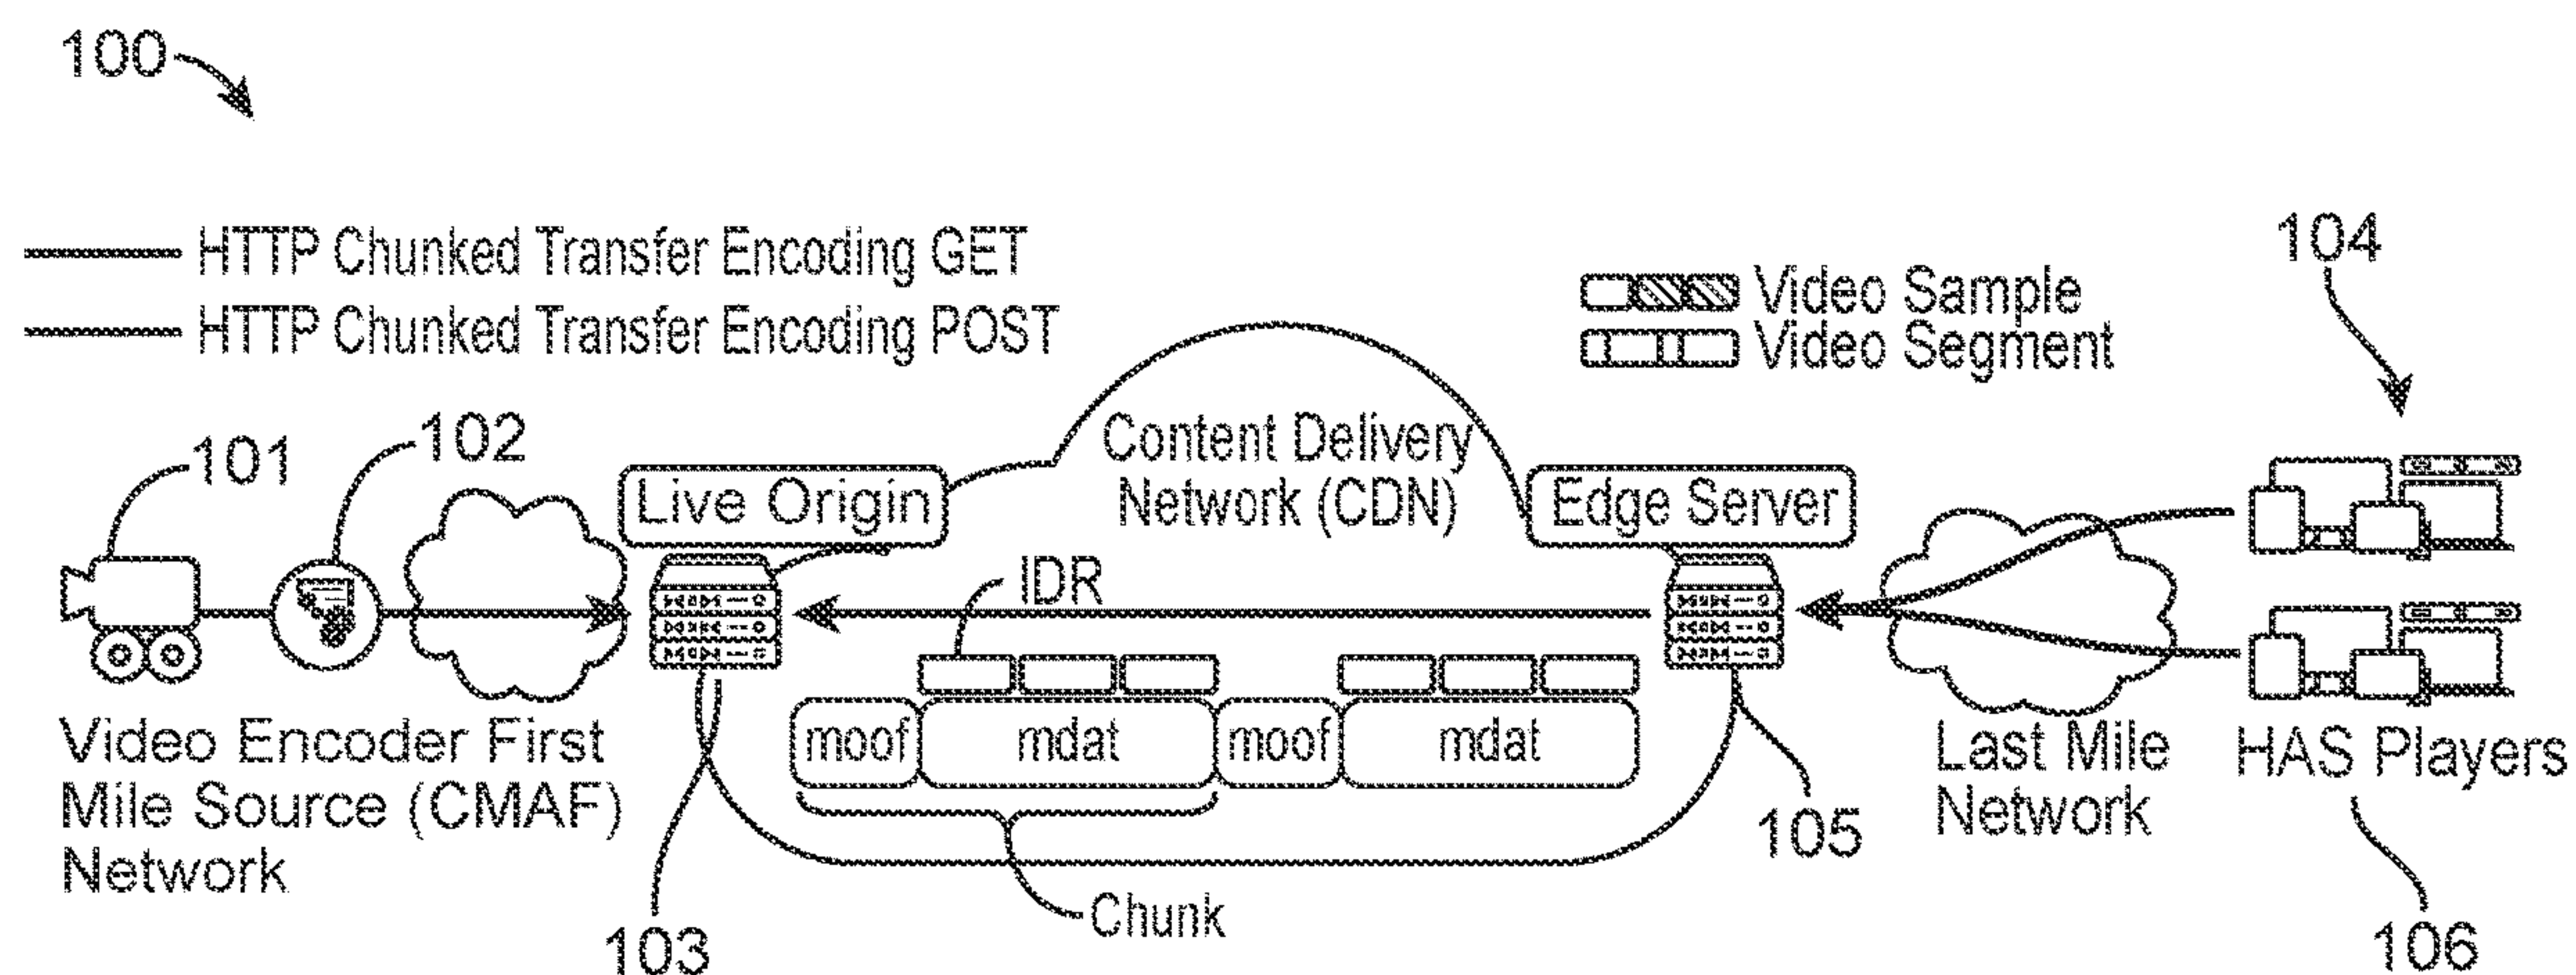 100
HTTP Chunked Transfer Encoding GET
HTTP Chunked Transfer Encoding POST
Video Sample
Video Segment
104
101
102
Live Origin
Content Delivery
Network (CDN)
Edge Server
IDR
moof
mdat
moof
mdat
Video Encoder First
Mile Source (CMAF)
Network
Last Mile
Network
HAS Players
103
Chunk
105
106